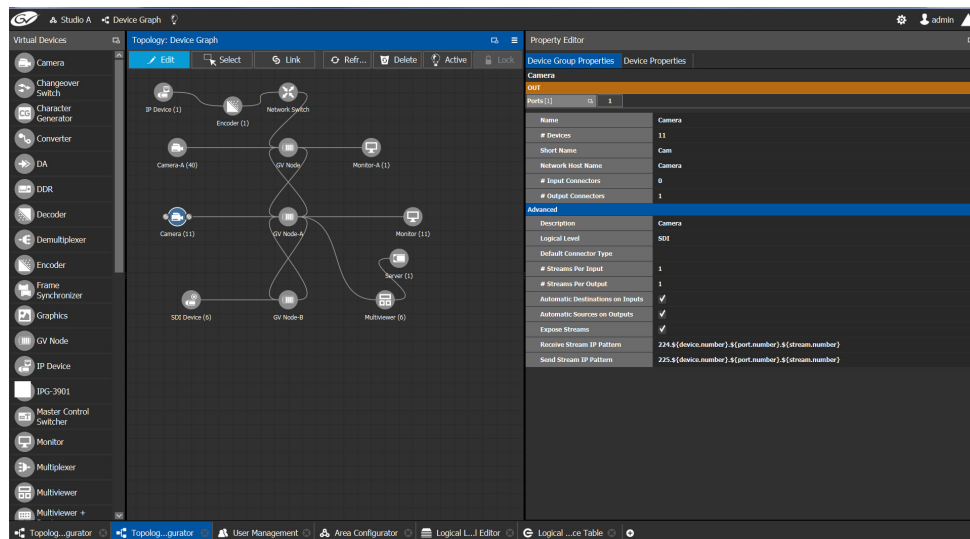 GV Studio A Device Graph admin
Virtual Devices
Camera
Changeover
Switch
CG Character
Generator
Converter
DA
DDR
Decoder
Demultiplexer
Encoder
Frame
Synchronizer
Graphics
GV Node
IP Device
IPG-3901
Master Control
Switcher
Monitor
Multiplexer
Multiviewer
Multiviewer +
Topology: Device Graph
Edit Select Link Refr... Delete Active Lock
IP Device (1)
Encoder (1)
Network Switch
Camera-A (40)
GV Node
Monitor-A (1)
Camera (11)
GV Node-A
Monitor (11)
Server (1)
SDI Device (6)
GV Node-B
Multiviewer (6)
Property Editor
Device Group Properties Device Properties
Camera
OUT
Ports [1] 1
Name Camera
# Devices 11
Short Name Cam
Network Host Name Camera
# Input Connectors 0
# Output Connectors 1
Advanced
Description Camera
Logical Level SDI
Default Connector Type
# Streams Per Input 1
# Streams Per Output 1
Automatic Destinations on Inputs
Automatic Sources on Outputs
Expose Streams
Receive Stream IP Pattern 224.${device.number}.${port.number}.${stream.number}
Send Stream IP Pattern 225.${device.number}.${port.number}.${stream.number}
Topolog...gurator Topolog...gurator User Management Area Configurator Logical L...l Editor Logical ...ce Table